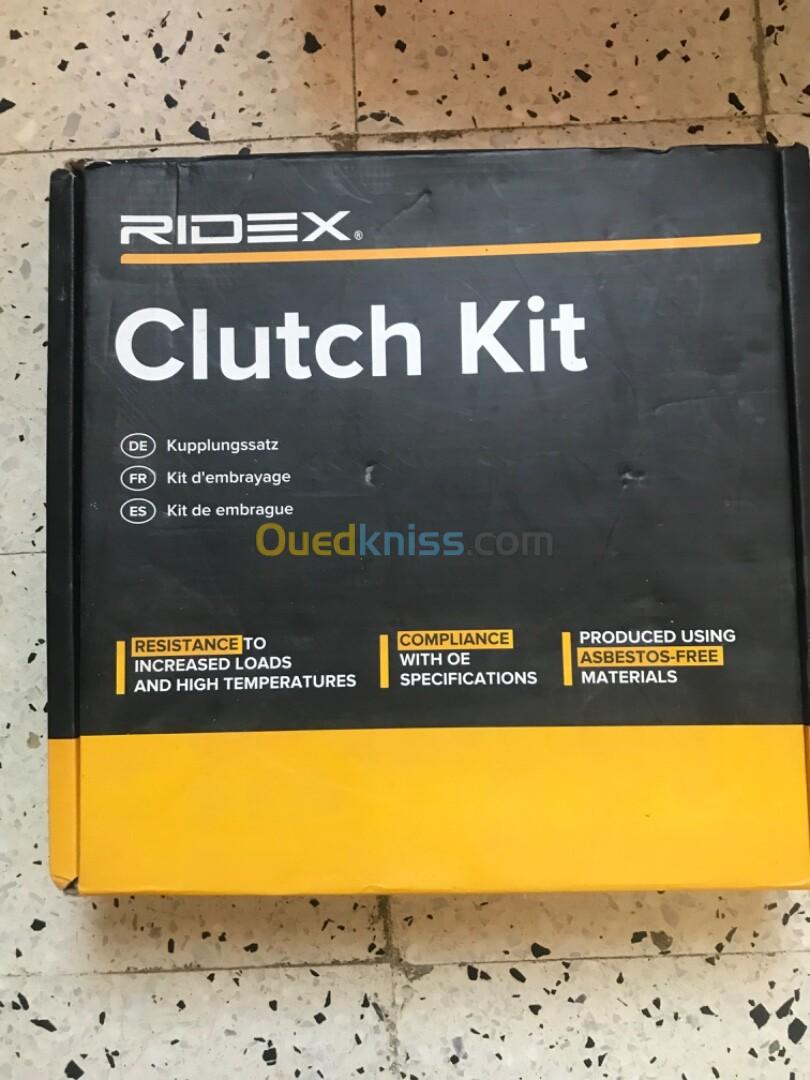 RIDEX®
Clutch Kit
DE Kupplungssatz
FR Kit d'embrayage
ES Kit de embrague
Ouedkniss.com
RESISTANCE TO
INCREASED LOADS
AND HIGH TEMPERATURES
COMPLIANCE
WITH OE
SPECIFICATIONS
PRODUCED USING
ASBESTOS-FREE
MATERIALS